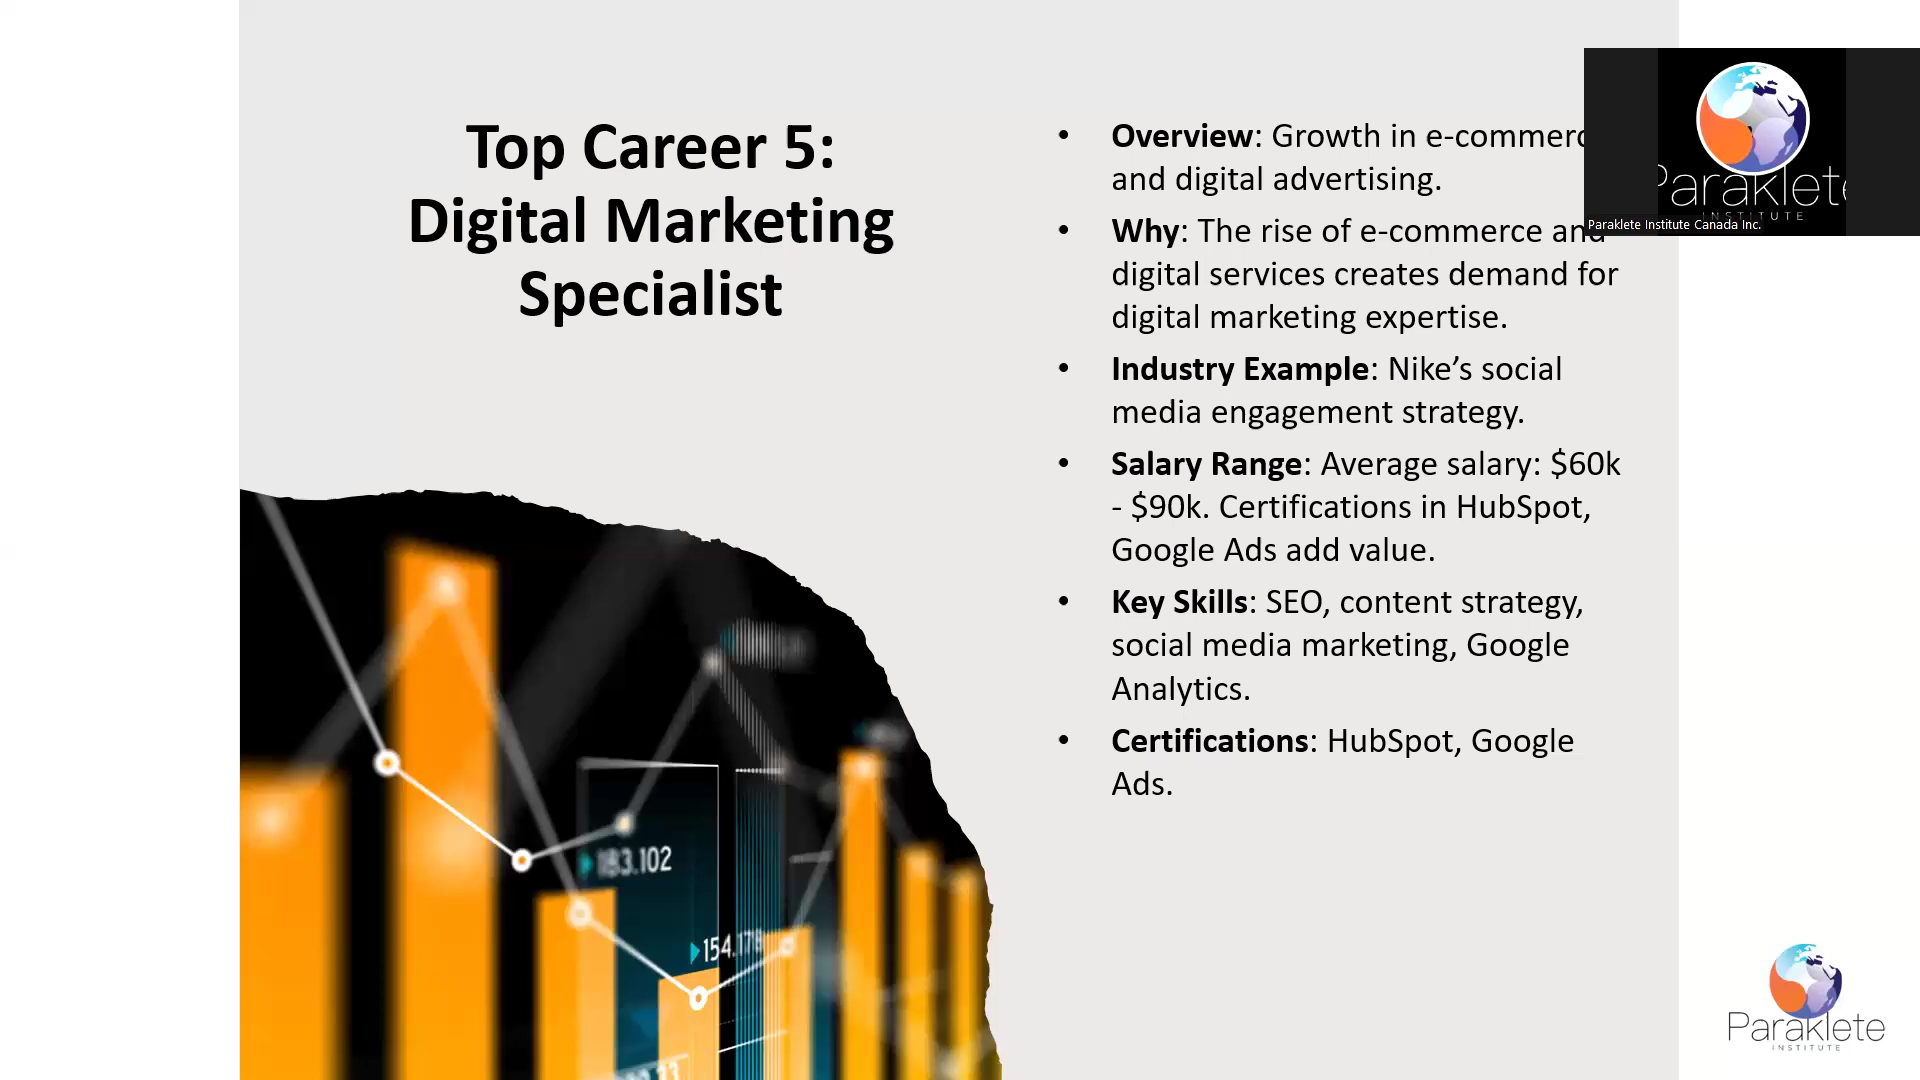 Top Career 5:
Digital Marketing
Specialist
• Overview: Growth in e-commerc
and digital advertising.
• Why: The rise of e-commerce and
digital services creates demand for
digital marketing expertise.
• Industry Example: Nike’s social
media engagement strategy.
• Salary Range: Average salary: $60k
- $90k. Certifications in HubSpot,
Google Ads add value.
• Key Skills: SEO, content strategy,
social media marketing, Google
Analytics.
• Certifications: HubSpot, Google
Ads.
Paraklete
INSTITUTE
Paraklete Institute Canada Inc.
183.102
154.178
Paraklete
INSTITUTE